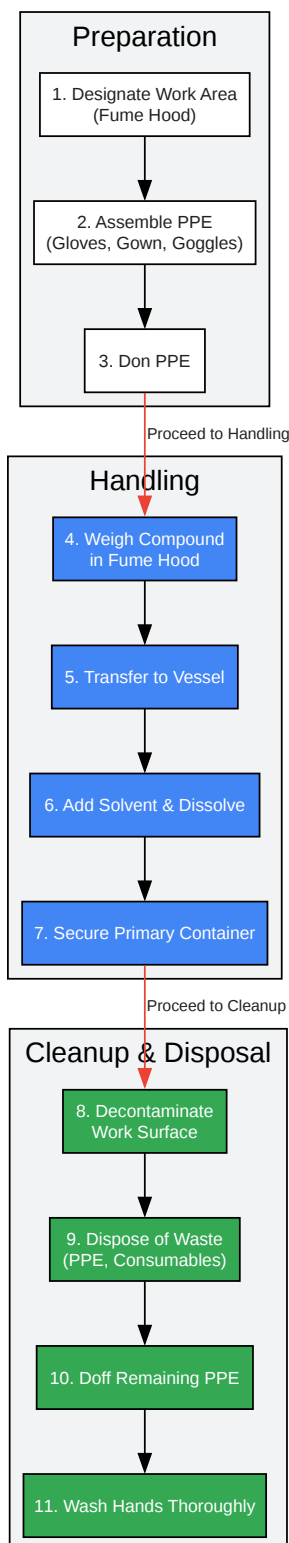 Preparation
1. Designate Work Area
(Fume Hood)
2. Assemble PPE
(Gloves, Gown, Goggles)
3. Don PPE
Proceed to Handling
Handling
4. Weigh Compound
in Fume Hood
5. Transfer to Vessel
6. Add Solvent & Dissolve
7. Secure Primary Container
Proceed to Cleanup
Cleanup & Disposal
8. Decontaminate
Work Surface
9. Dispose of Waste
(PPE, Consumables)
10. Doff Remaining PPE
11. Wash Hands Thoroughly